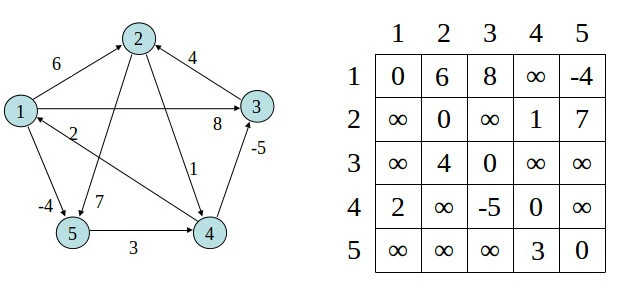 2
6
4
1
3
8
2
1
-5
-4
7
5
4
3
1 2 3 4 5
1 0 6 8 ∞ -4
2 ∞ 0 ∞ 1 7
3 ∞ 4 0 ∞ ∞
4 2 ∞ -5 0 ∞
5 ∞ ∞ ∞ 3 0